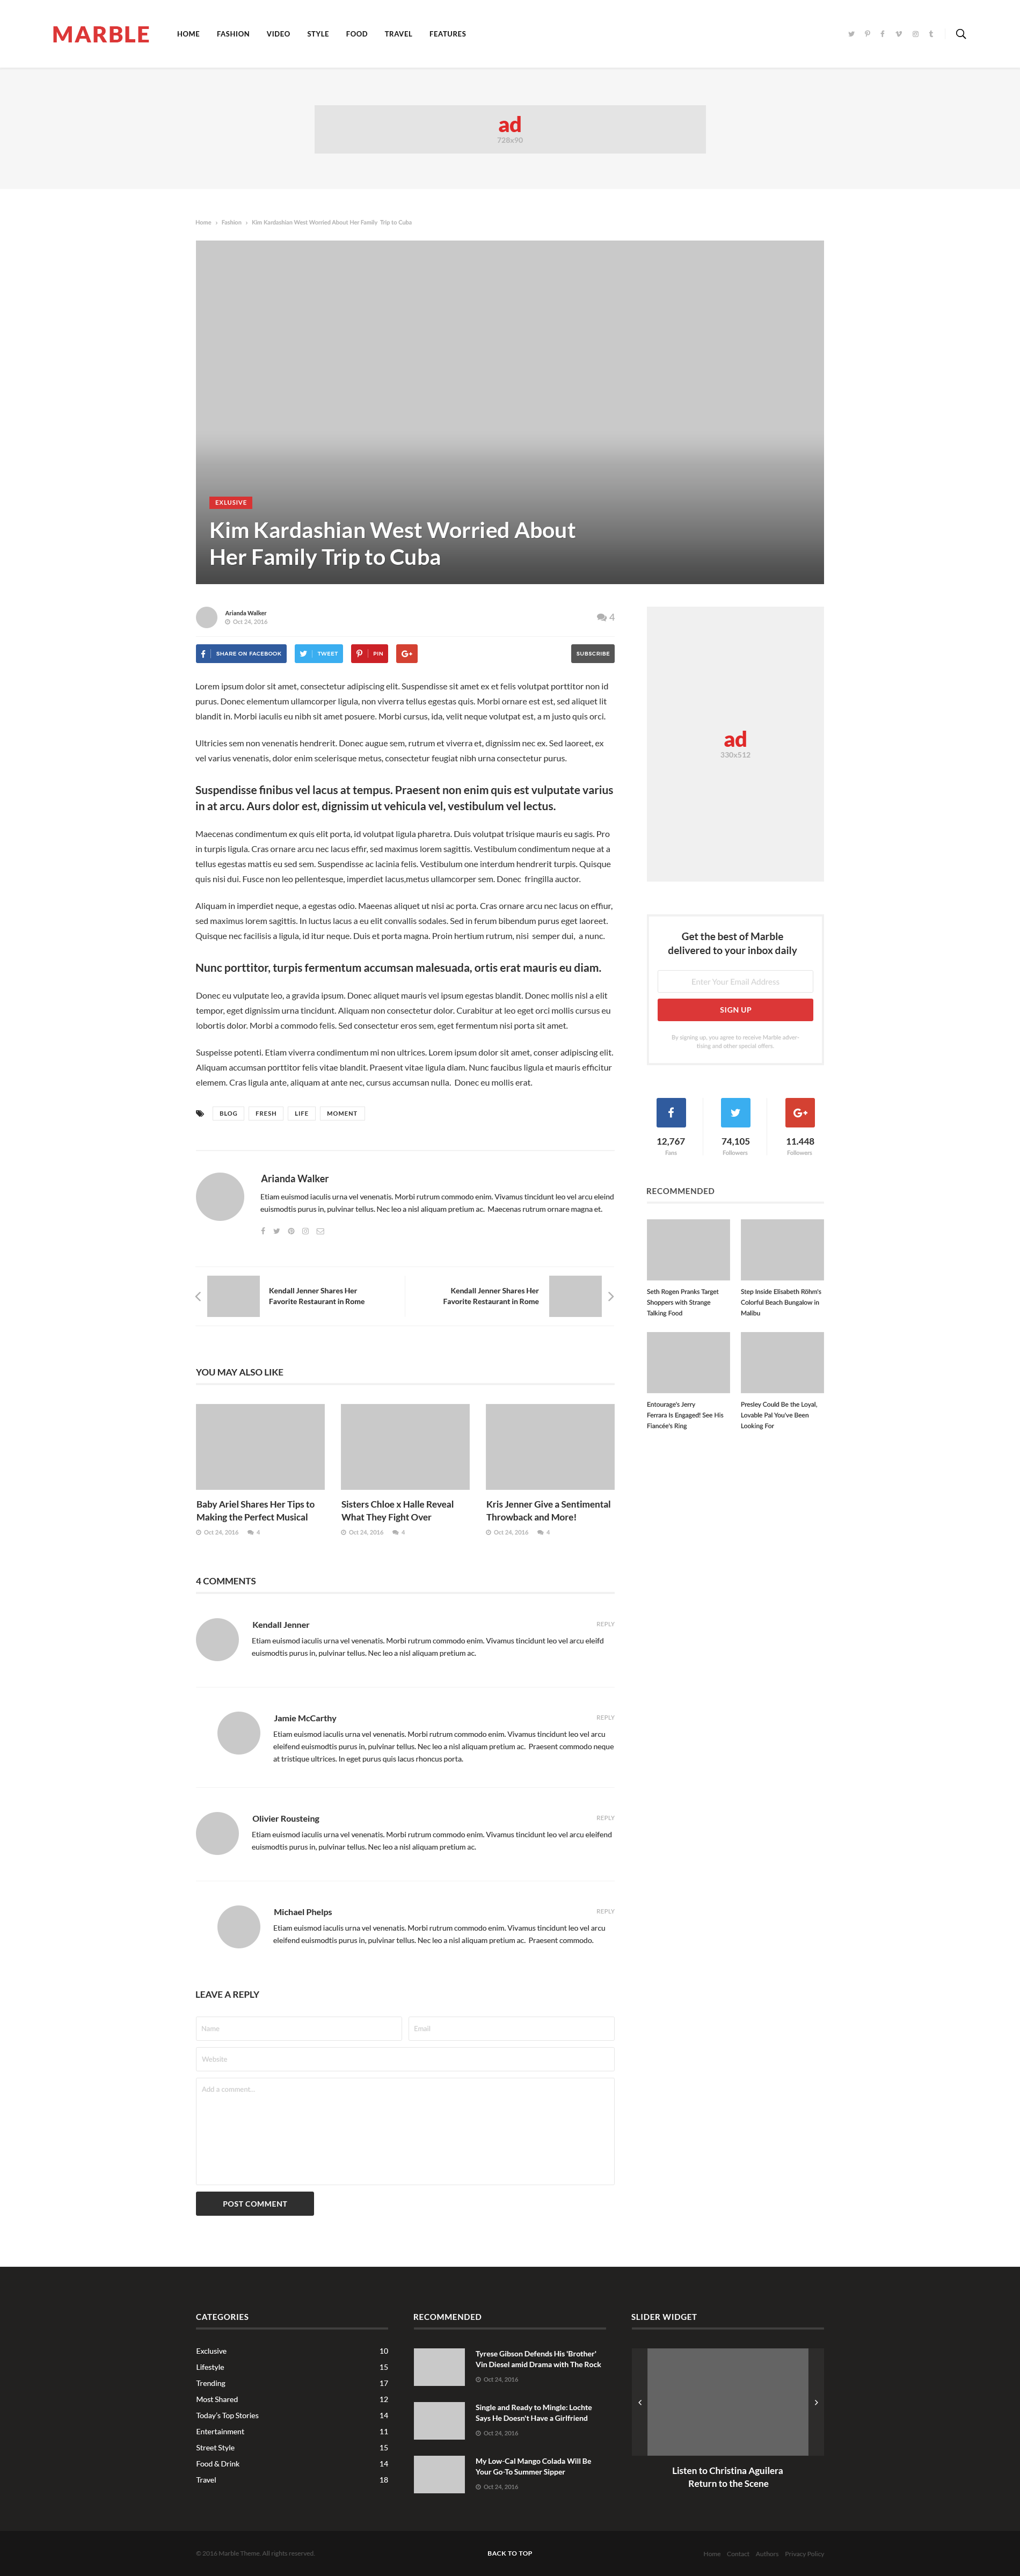 MARBLE
HOME FASHION VIDEO STYLE FOOD TRAVEL FEATURES
ad
728x90
Home › Fashion › Kim Kardashian West Worried About Her Family Trip to Cuba
EXLUSIVE
Kim Kardashian West Worried About
Her Family Trip to Cuba
Arianda Walker
Oct 24, 2016
4
SHARE ON FACEBOOK
TWEET
PIN
SUBSCRIBE
Lorem ipsum dolor sit amet, consectetur adipiscing elit. Suspendisse sit amet ex et felis volutpat porttitor non id
purus. Donec elementum ullamcorper ligula, non viverra tellus egestas quis. Morbi ornare est est, sed aliquet lit
blandit in. Morbi iaculis eu nibh sit amet posuere. Morbi cursus, ida, velit neque volutpat est, a m justo quis orci.
Ultricies sem non venenatis hendrerit. Donec augue sem, rutrum et viverra et, dignissim nec ex. Sed laoreet, ex
vel varius venenatis, dolor enim scelerisque metus, consectetur feugiat nibh urna consectetur purus.
Suspendisse finibus vel lacus at tempus. Praesent non enim quis est vulputate varius
in at arcu. Aurs dolor est, dignissim ut vehicula vel, vestibulum vel lectus.
Maecenas condimentum ex quis elit porta, id volutpat ligula pharetra. Duis volutpat trisique mauris eu sagis. Pro
in turpis ligula. Cras ornare arcu nec lacus effir, sed maximus lorem sagittis. Vestibulum condimentum neque at a
tellus egestas mattis eu sed sem. Suspendisse ac lacinia felis. Vestibulum one interdum hendrerit turpis. Quisque
quis nisi dui. Fusce non leo pellentesque, imperdiet lacus,metus ullamcorper sem. Donec fringilla auctor.
Aliquam in imperdiet neque, a egestas odio. Maeenas aliquet ut nisi ac porta. Cras ornare arcu nec lacus on effiur,
sed maximus lorem sagittis. In luctus lacus a eu elit convallis sodales. Sed in ferum bibendum purus eget laoreet.
Quisque nec facilisis a ligula, id itur neque. Duis et porta magna. Proin hertium rutrum, nisi semper dui, a nunc.
Nunc porttitor, turpis fermentum accumsan malesuada, ortis erat mauris eu diam.
Donec eu vulputate leo, a gravida ipsum. Donec aliquet mauris vel ipsum egestas blandit. Donec mollis nisl a elit
tempor, eget dignissim urna tincidunt. Aliquam non consectetur dolor. Curabitur at leo eget orci mollis cursus eu
lobortis dolor. Morbi a commodo felis. Sed consectetur eros sem, eget fermentum nisi porta sit amet.
Suspeisse potenti. Etiam viverra condimentum mi non ultrices. Lorem ipsum dolor sit amet, conser adipiscing elit.
Aliquam accumsan porttitor felis vitae blandit. Praesent vitae ligula diam. Fusce nunc faucibus ligula et mauris efficitur
elemem. Cras ligula ante, aliquam at ante nec, cursus accumsan nulla. Donec eu mollis erat.
BLOG FRESH LIFE MOMENT
Arianda Walker
Etiam euismod iaculis urna vel venenatis. Morbi rutrum commodo enim. Vivamus tincidunt leo vel arcu eleind
euismodtis purus in, pulvinar tellus. Nec leo a nisl aliquam pretium ac. Maecenas rutrum ornare magna et.
Kendall Jenner Shares Her
Favorite Restaurant in Rome
Kendall Jenner Shares Her
Favorite Restaurant in Rome
YOU MAY ALSO LIKE
Baby Ariel Shares Her Tips to
Making the Perfect Musical
Oct 24, 2016 4
Sisters Chloe x Halle Reveal
What They Fight Over
Oct 24, 2016 4
Kris Jenner Give a Sentimental
Throwback and More!
Oct 24, 2016 4
4 COMMENTS
Kendall Jenner
REPLY
Etiam euismod iaculis urna vel venenatis. Morbi rutrum commodo enim. Vivamus tincidunt leo vel arcu eleifd
euismodtis purus in, pulvinar tellus. Nec leo a nisl aliquam pretium ac.
Jamie McCarthy
REPLY
Etiam euismod iaculis urna vel venenatis. Morbi rutrum commodo enim. Vivamus tincidunt leo vel arcu
eleifend euismodtis purus in, pulvinar tellus. Nec leo a nisl aliquam pretium ac. Praesent commodo neque
at tristique ultrices. In eget purus quis lacus rhoncus porta.
Olivier Rousteing
REPLY
Etiam euismod iaculis urna vel venenatis. Morbi rutrum commodo enim. Vivamus tincidunt leo vel arcu eleifend
euismodtis purus in, pulvinar tellus. Nec leo a nisl aliquam pretium ac.
Michael Phelps
REPLY
Etiam euismod iaculis urna vel venenatis. Morbi rutrum commodo enim. Vivamus tincidunt leo vel arcu
eleifend euismodtis purus in, pulvinar tellus. Nec leo a nisl aliquam pretium ac. Praesent commodo.
LEAVE A REPLY
Name
Email
Website
Add a comment...
POST COMMENT
ad
330x512
Get the best of Marble
delivered to your inbox daily
Enter Your Email Address
SIGN UP
By signing up, you agree to receive Marble adver-
tising and other special offers.
12,767
Fans
74,105
Followers
11.448
Followers
RECOMMENDED
Seth Rogen Pranks Target
Shoppers with Strange
Talking Food
Step Inside Elisabeth Röhm's
Colorful Beach Bungalow in
Malibu
Entourage's Jerry
Ferrara Is Engaged! See His
Fiancée's Ring
Presley Could Be the Loyal,
Lovable Pal You've Been
Looking For
CATEGORIES
Exclusive 10
Lifestyle 15
Trending 17
Most Shared 12
Today's Top Stories 14
Entertainment 11
Street Style 15
Food & Drink 14
Travel 18
RECOMMENDED
Tyrese Gibson Defends His 'Brother'
Vin Diesel amid Drama with The Rock
Oct 24, 2016
Single and Ready to Mingle: Lochte
Says He Doesn't Have a Girlfriend
Oct 24, 2016
My Low-Cal Mango Colada Will Be
Your Go-To Summer Sipper
Oct 24, 2016
SLIDER WIDGET
Listen to Christina Aguilera
Return to the Scene
© 2016 Marble Theme. All rights reserved.
BACK TO TOP
Home Contact Authors Privacy Policy